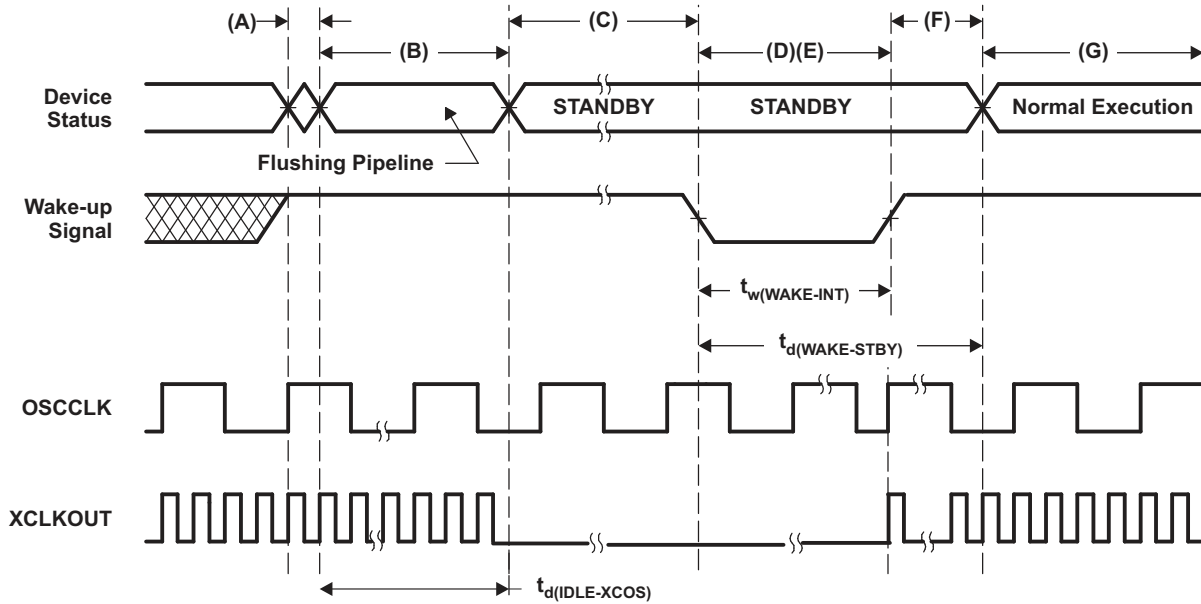 (A)
(C)
(F)
(B)
(D)(E)
(G)
Device
Status
STANDBY
STANDBY
Normal Execution
Flushing Pipeline
Wake-up
Signal
tw(WAKE-INT)
td(WAKE-STBY)
OSCCLK
XCLKOUT
td(IDLE-XCOS)